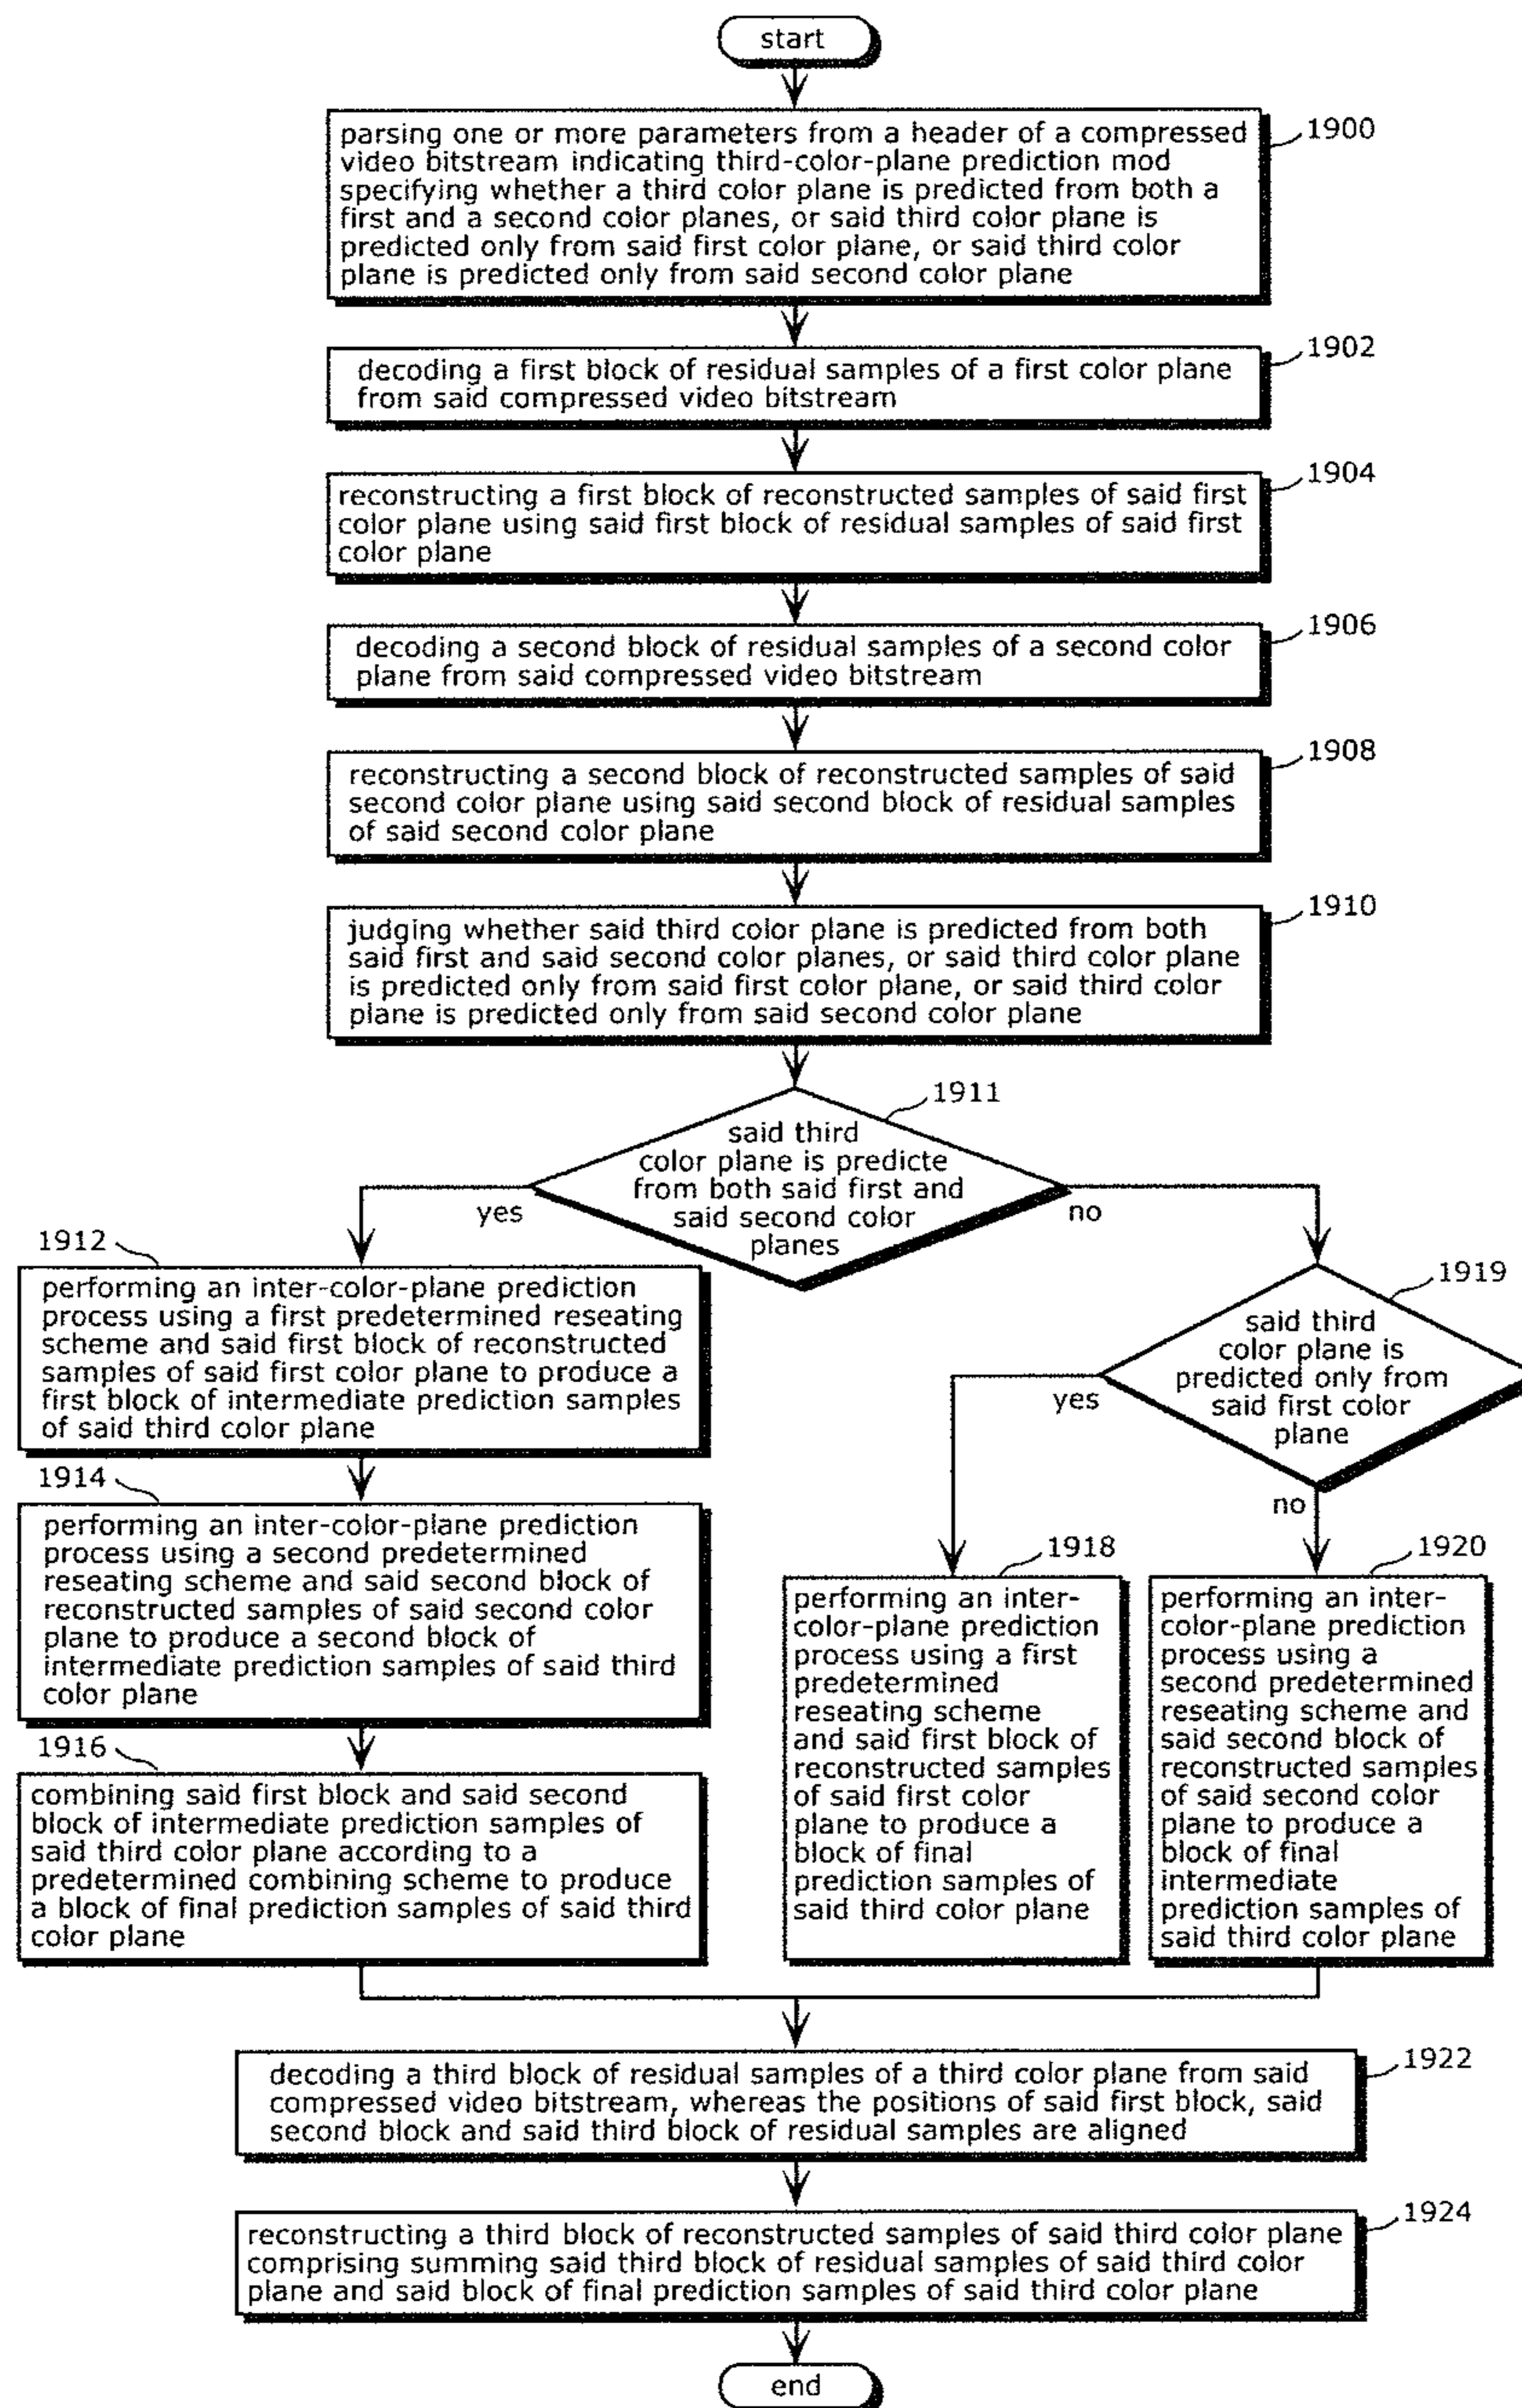 start
1900
parsing one or more parameters from a header of a compressed
video bitstream indicating third-color-plane prediction mod
specifying whether a third color plane is predicted from both a
first and a second color planes, or said third color plane is
predicted only from said first color plane, or said third color
plane is predicted only from said second color plane
1902
decoding a first block of residual samples of a first color plane
from said compressed video bitstream
1904
reconstructing a first block of reconstructed samples of said first
color plane using said first block of residual samples of said first
color plane
1906
decoding a second block of residual samples of a second color
plane from said compressed video bitstream
1908
reconstructing a second block of reconstructed samples of said
second color plane using said second block of residual samples
of said second color plane
1910
judging whether said third color plane is predicted from both
said first and said second color planes, or said third color plane
is predicted only from said first color plane, or said third color
plane is predicted only from said second color plane
1911
said third
color plane is predicte
from both said first and
said second color
planes
yes
no
1912
performing an inter-color-plane prediction
process using a first predetermined reseating
scheme and said first block of reconstructed
samples of said first color plane to produce a
first block of intermediate prediction samples
of said third color plane
1919
said third
color plane is
predicted only from
said first color
plane
yes
no
1914
performing an inter-color-plane prediction
process using a second predetermined
reseating scheme and said second block of
reconstructed samples of said second color
plane to produce a second block of
intermediate prediction samples of said third
color plane
1916
combining said first block and said second
block of intermediate prediction samples of
said third color plane according to a
predetermined combining scheme to produce
a block of final prediction samples of said third
color plane
1918
performing an inter-
color-plane prediction
process using a first
predetermined
reseating scheme
and said first block of
reconstructed samples
of said first color
plane to produce a
block of final
prediction samples of
said third color plane
1920
performing an inter-
color-plane prediction
process using a
second predetermined
reseating scheme and
said second block of
reconstructed samples
of said second color
plane to produce a
block of final
intermediate
prediction samples of
said third color plane
1922
decoding a third block of residual samples of a third color plane from said
compressed video bitstream, whereas the positions of said first block, said
second block and said third block of residual samples are aligned
1924
reconstructing a third block of reconstructed samples of said third color plane
comprising summing said third block of residual samples of said third color
plane and said block of final prediction samples of said third color plane
end